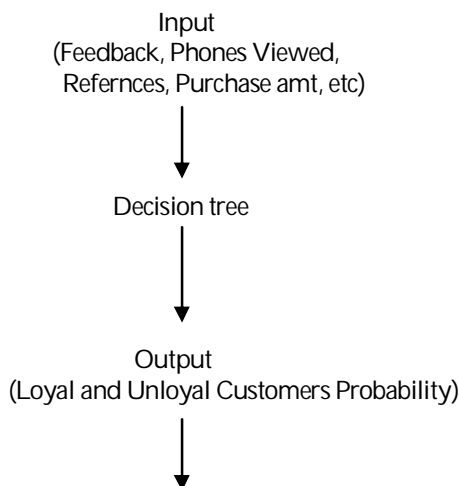 Input
(Feedback, Phones Viewed,
Refernces, Purchase amt, etc)
Decision tree
Output
(Loyal and Unloyal Customers Probability)